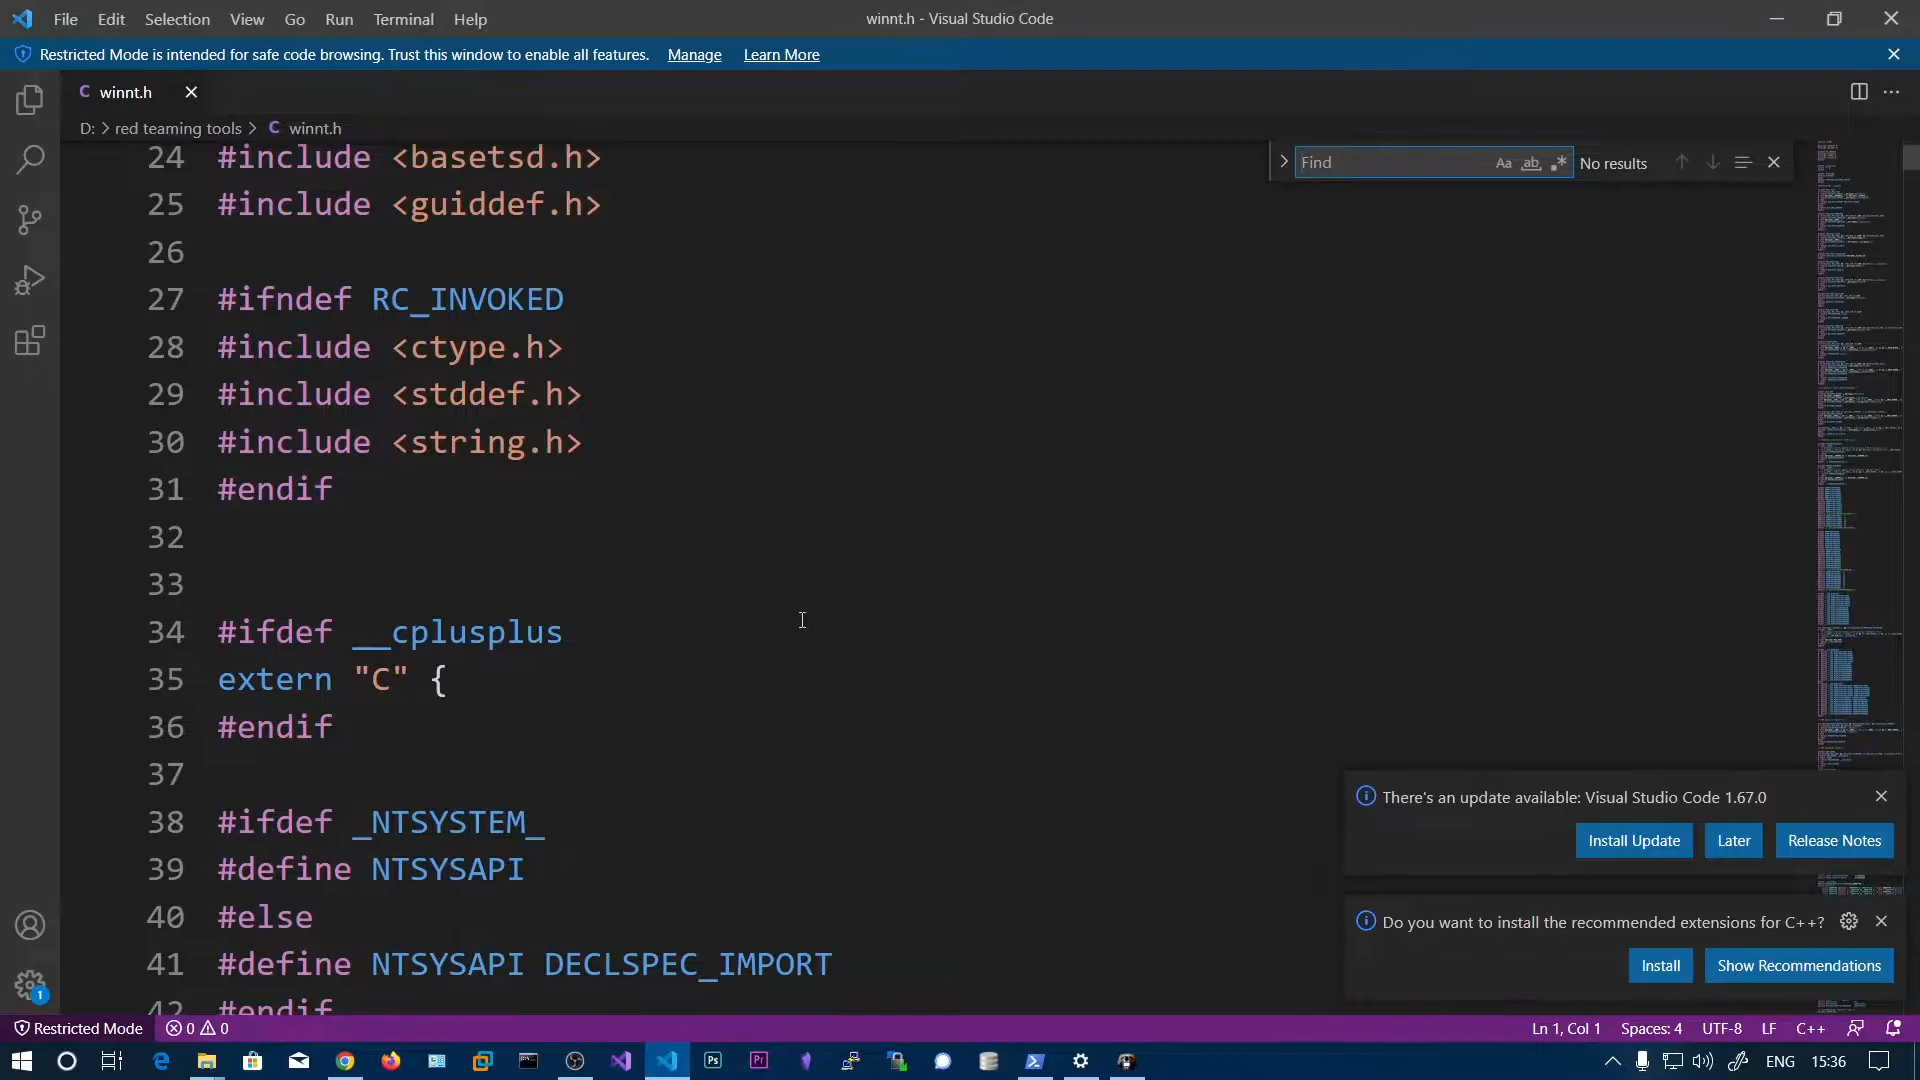 File Edit Selection View Go Run Terminal Help
winnt.h - Visual Studio Code
Restricted Mode is intended for safe code browsing. Trust this window to enable all features. Manage Learn More
C winnt.h
D: > red teaming tools > C winnt.h
Find Aa ab No results
24 #include <basetsd.h>
25 #include <guiddef.h>
26
27 #ifndef RC_INVOKED
28 #include <ctype.h>
29 #include <stddef.h>
30 #include <string.h>
31 #endif
32
33
34 #ifdef __cplusplus
35 extern "C" {
36 #endif
37
38 #ifdef _NTSYSTEM_
39 #define NTSYSAPI
40 #else
41 #define NTSYSAPI DECLSPEC_IMPORT
42 #endif
There's an update available: Visual Studio Code 1.67.0
Install Update Later Release Notes
Do you want to install the recommended extensions for C++?
Install Show Recommendations
1
Restricted Mode 0 0 Ln 1, Col 1 Spaces: 4 UTF-8 LF C++
Ps Pr ENG 15:36